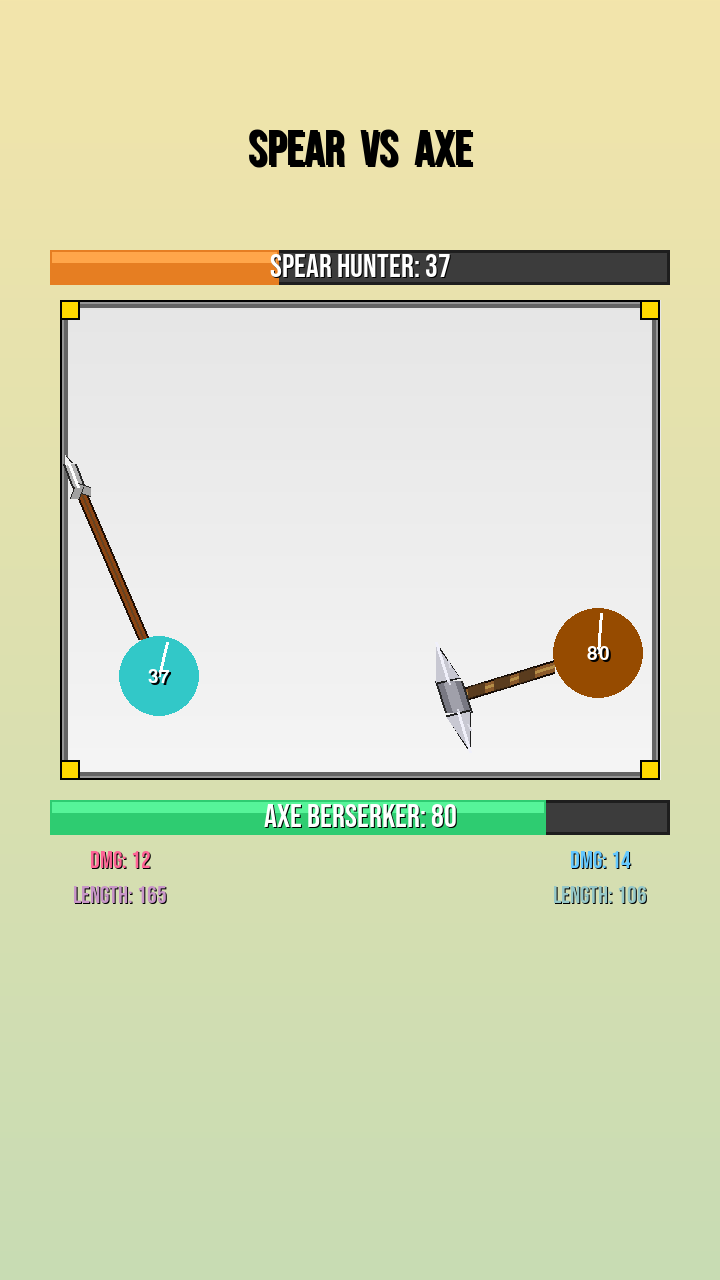 SPEAR VS AXE
SPEAR HUNTER: 37
37
80
AXE BERSERKER: 80
DMG: 12
DMG: 14
LENGTH: 165
LENGTH: 106